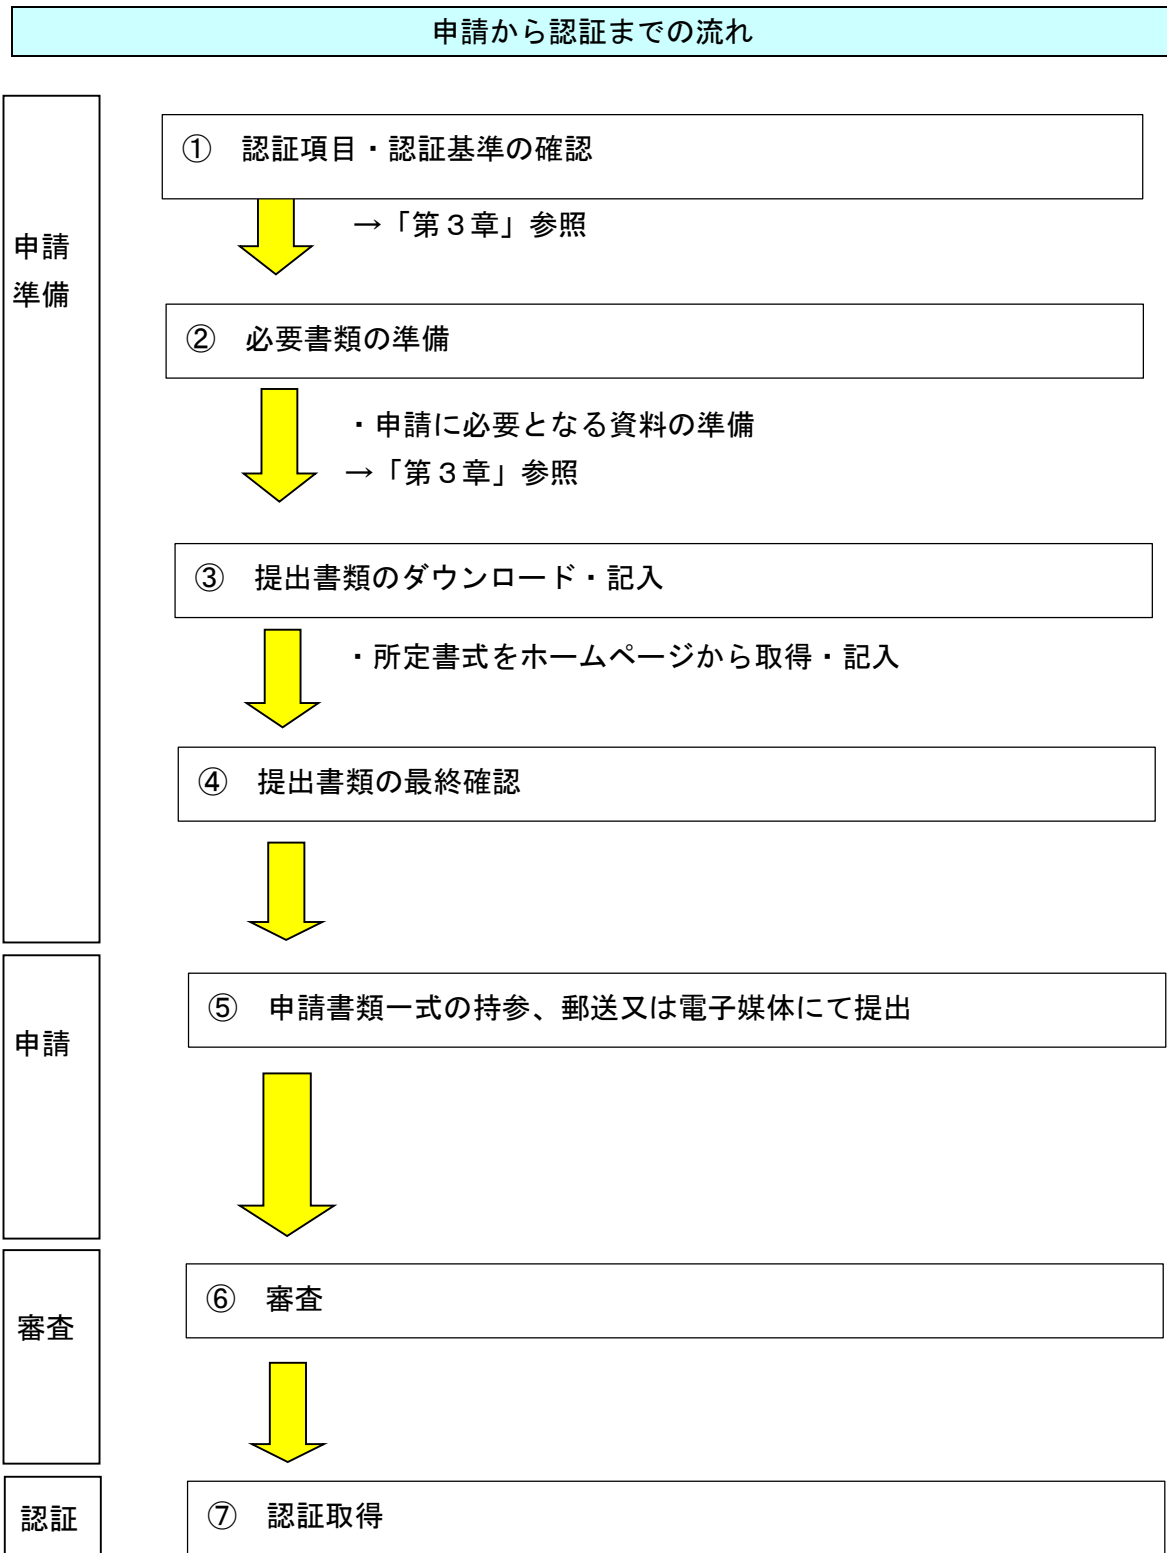 申請から認証までの流れ
申請
準備
① 認証項目・認証基準の確認
→「第３章」参照
② 必要書類の準備
・申請に必要となる資料の準備
→「第３章」参照
③ 提出書類のダウンロード・記入
・所定書式をホームページから取得・記入
④ 提出書類の最終確認
申請
⑤ 申請書類一式の持参、郵送又は電子媒体にて提出
審査
⑥ 審査
認証
⑦ 認証取得